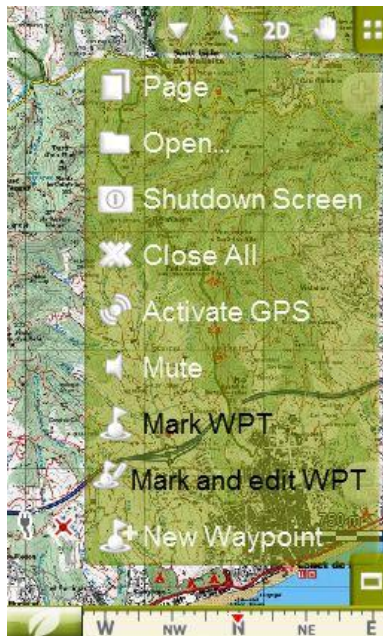 2D
Page
Open...
Shutdown Screen
Close All
Activate GPS
Mute
Mark WPT
Mark and edit WPT
750 m
New Waypoint
W NW N NE E